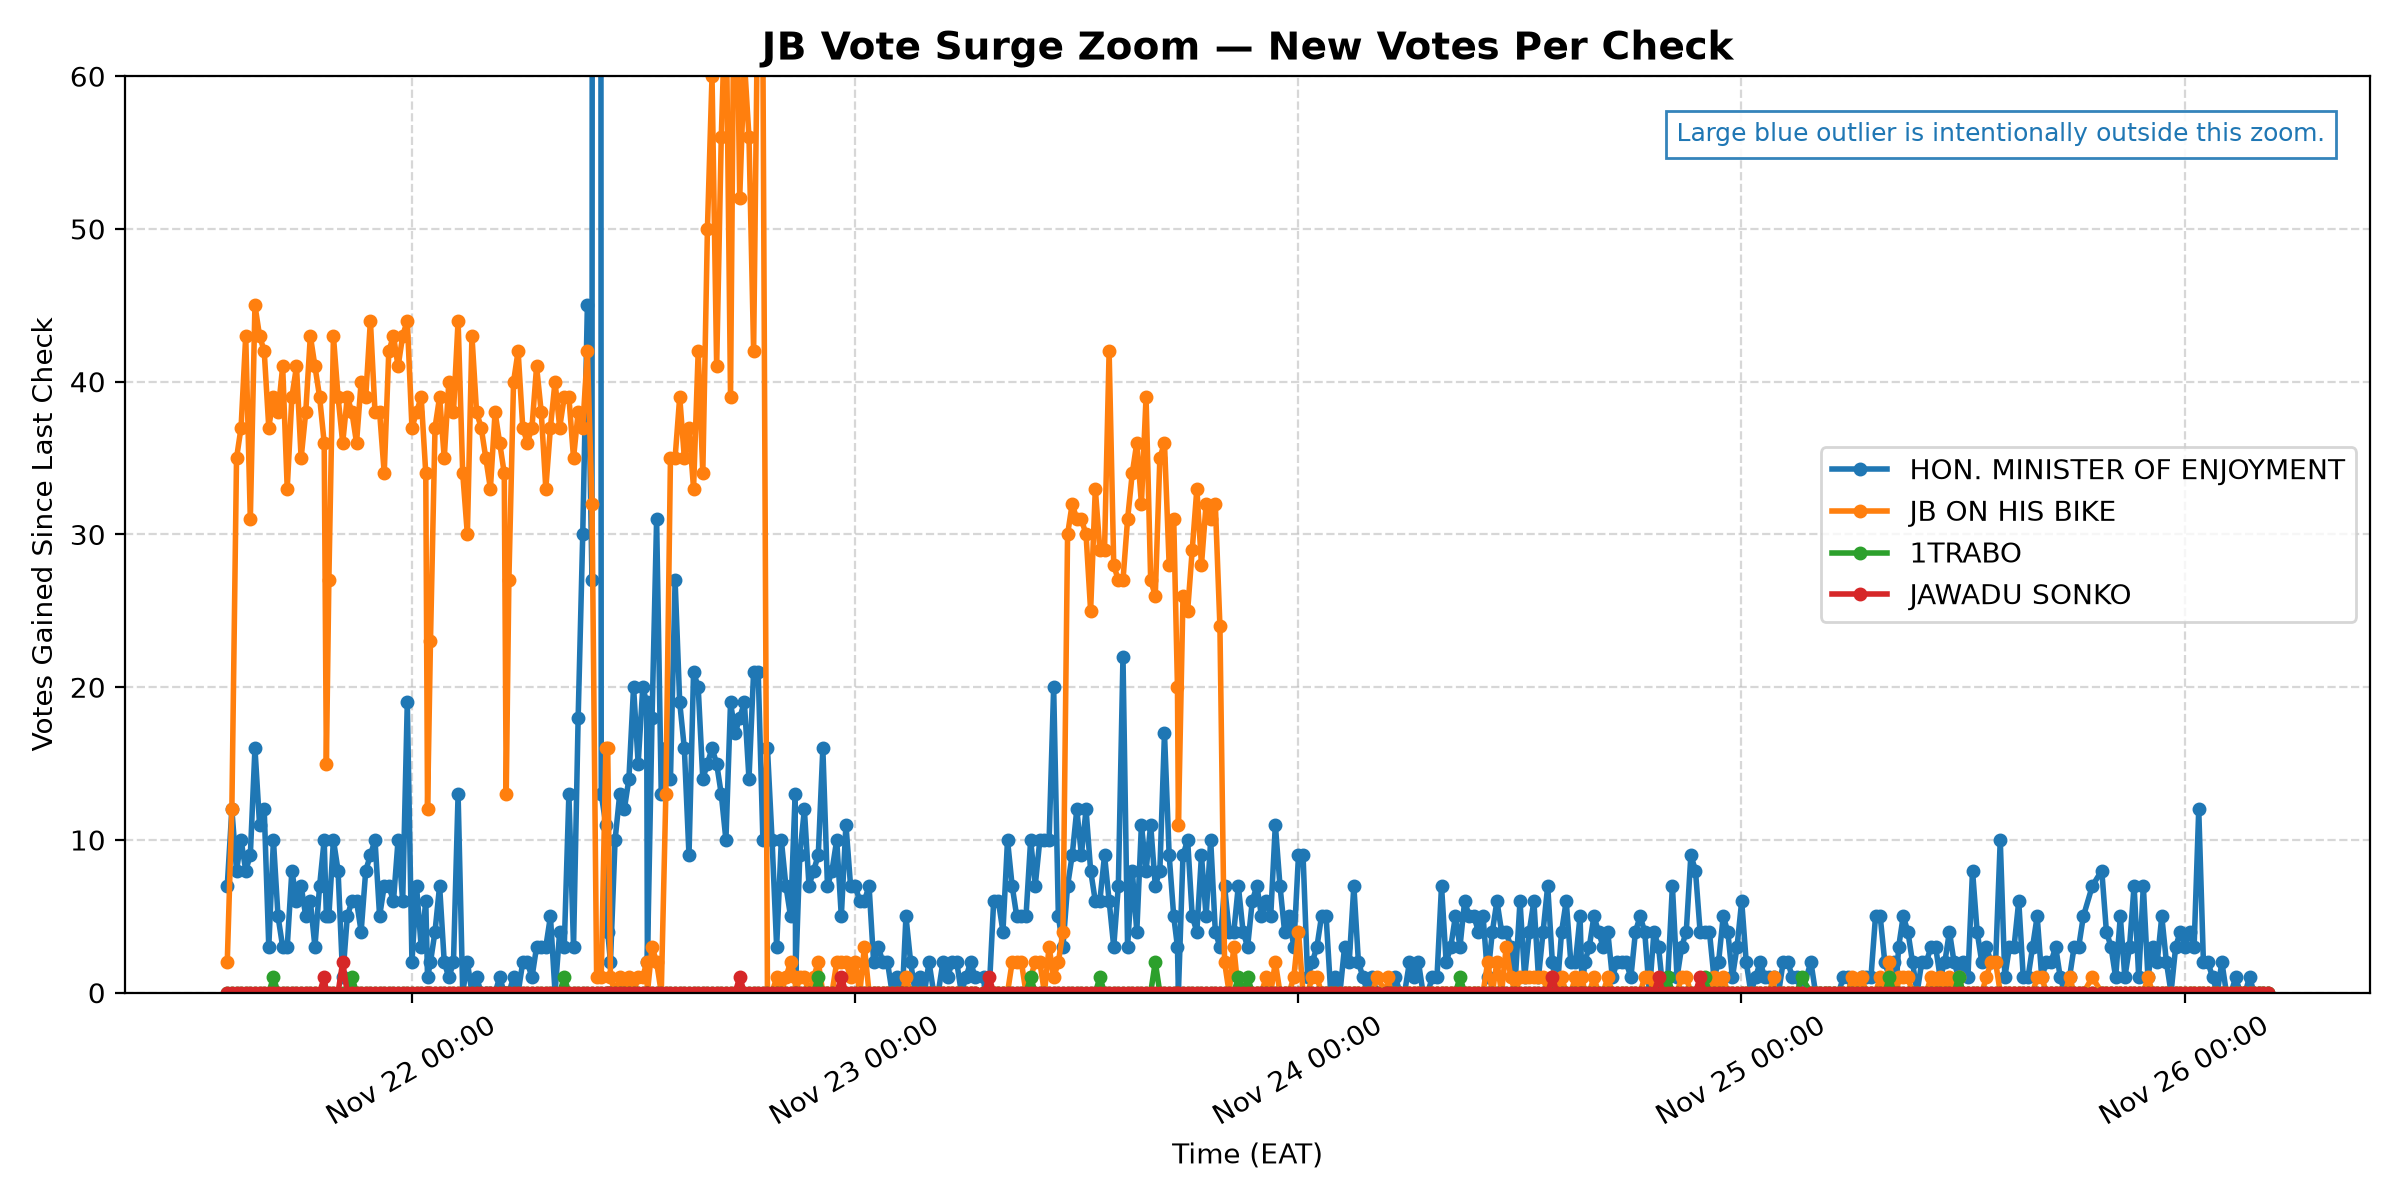 JB Vote Surge Zoom — New Votes Per Check
Large blue outlier is intentionally outside this zoom.
Votes Gained Since Last Check
60
50
40
30
20
10
0
HON. MINISTER OF ENJOYMENT
JB ON HIS BIKE
1TRABO
JAWADU SONKO
Nov 22 00:00
Nov 23 00:00
Nov 24 00:00
Nov 25 00:00
Nov 26 00:00
Time (EAT)